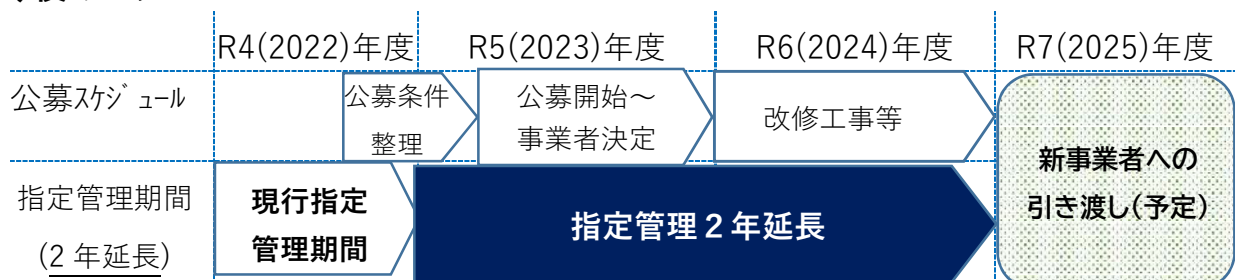 R4(2022)年度 R5(2023)年度 R6(2024)年度 R7(2025)年度
公募ｽｹｼﾞｭｰﾙ
公募条件
整理
公募開始～
事業者決定
改修工事等
新事業者への
引き渡し(予定)
指定管理期間
(2年延長)
現行指定
管理期間
指定管理２年延長